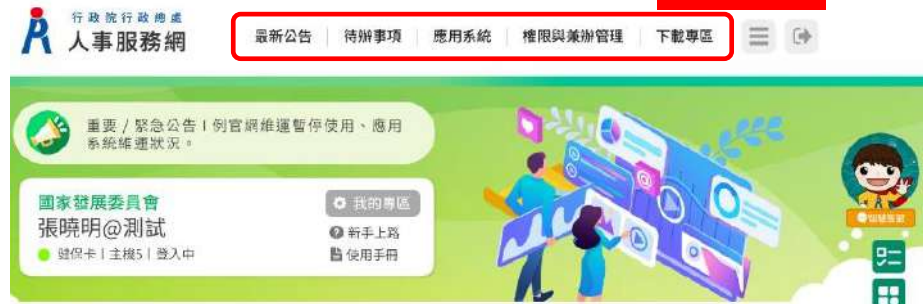 行政院行政總處
人事服務網
最新公告
待辦事項
應用系統
權限與兼辦管理
下載專區
重要 / 緊急公告！例官網維運暫停使用、應用
系統維運狀況。
國家發展委員會
張曉明@測試
健保卡 | 主機5 | 登入中
我的專區
新手上路
使用手冊